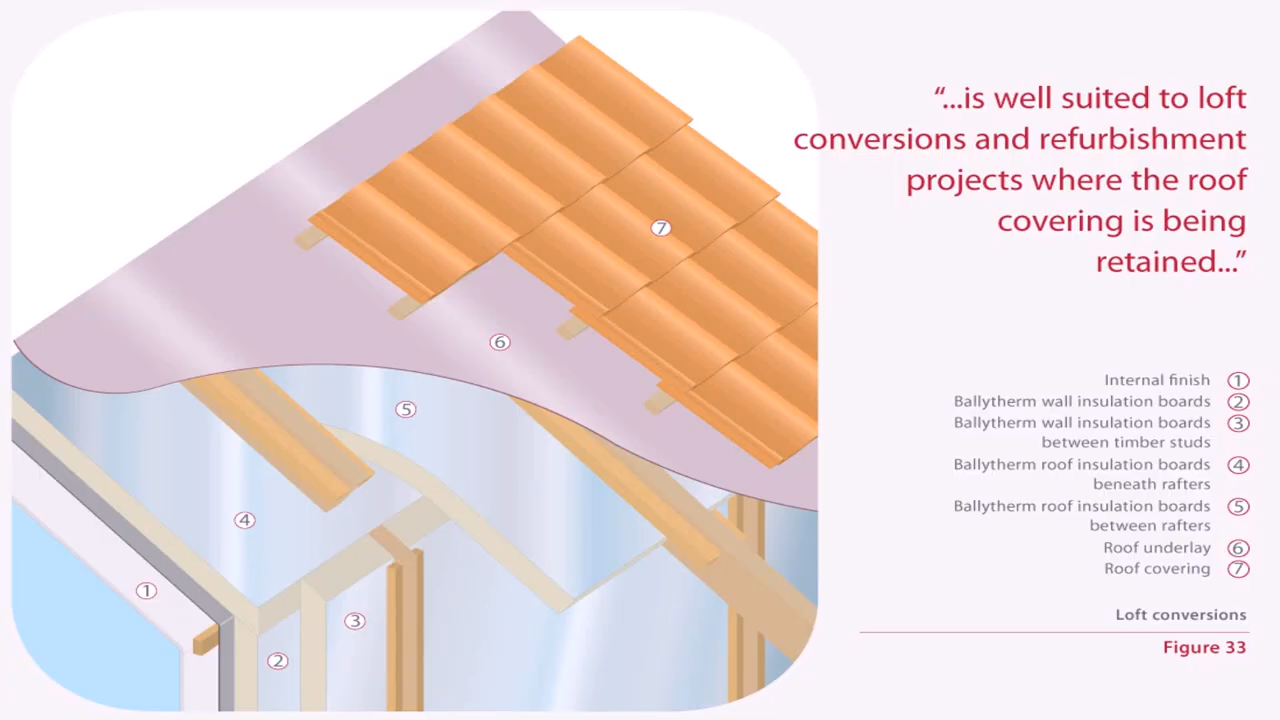 “...is well suited to loft
conversions and refurbishment
projects where the roof
covering is being
retained...”
Internal finish 1
Ballytherm wall insulation boards 2
Ballytherm wall insulation boards 3
between timber studs
Ballytherm roof insulation boards 4
beneath rafters
Ballytherm roof insulation boards 5
between rafters
Roof underlay 6
Roof covering 7
Loft conversions
Figure 33
7
6
5
4
1
3
2